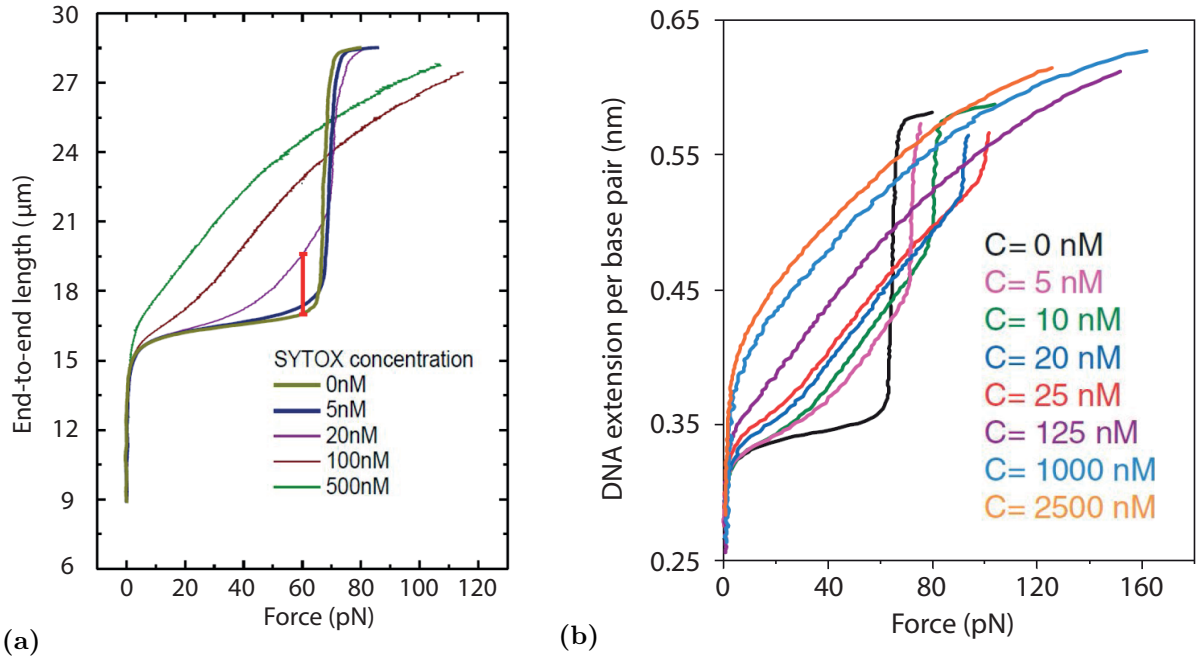 30
27
24
21
18
15
12
9
6
End-to-end length (μm)
SYTOX concentration
0nM
5nM
20nM
100nM
500nM
0 20 40 60 80 100 120
Force (pN)
(a)
0.65
0.55
0.45
0.35
0.25
DNA extension per base pair (nm)
C= 0 nM
C= 5 nM
C= 10 nM
C= 20 nM
C= 25 nM
C= 125 nM
C= 1000 nM
C= 2500 nM
0 40 80 120 160
Force (pN)
(b)